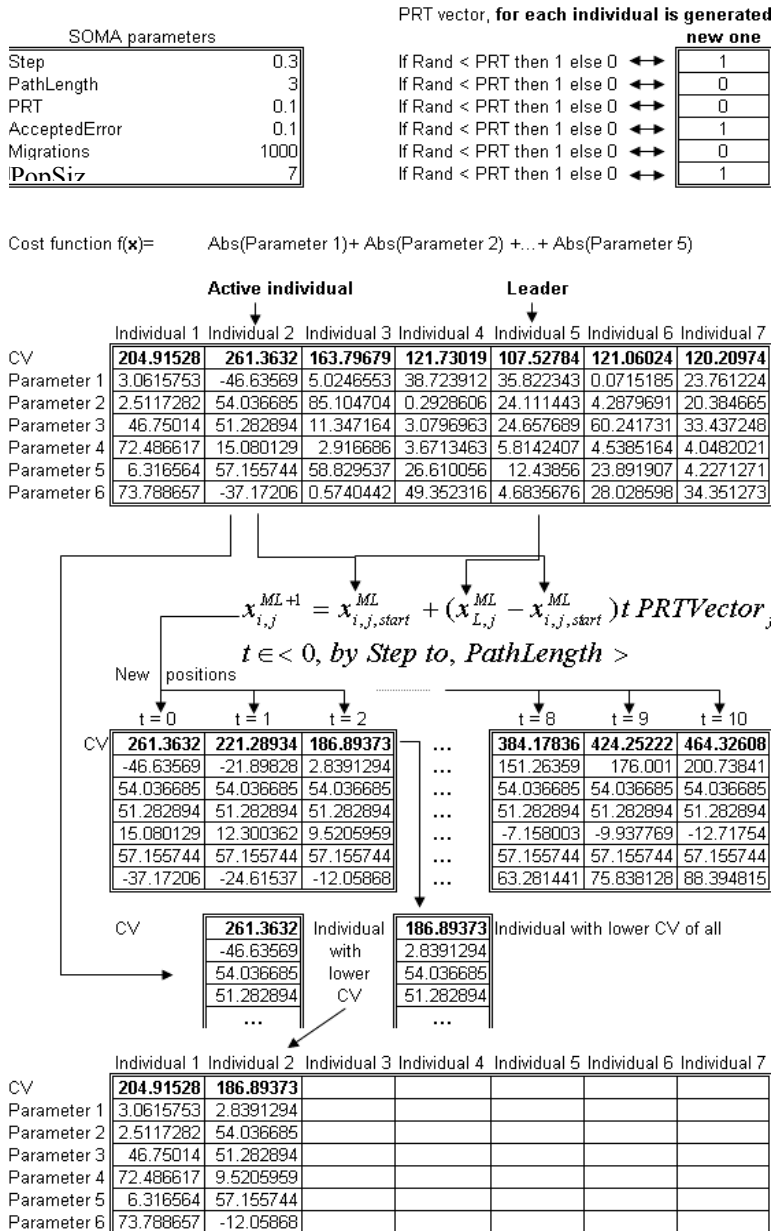 PRT vector, for each individual is generated
SOMA parameters new one
Step 0.3 If Rand < PRT then 1 else 0 1
PathLength 3 If Rand < PRT then 1 else 0 0
PRT 0.1 If Rand < PRT then 1 else 0 0
AcceptedError 0.1 If Rand < PRT then 1 else 0 1
Migrations 1000 If Rand < PRT then 1 else 0 0
PopSiz 7 If Rand < PRT then 1 else 0 1
Cost function f(x)= Abs(Parameter 1)+ Abs(Parameter 2) +...+ Abs(Parameter 5)
Active individual Leader
Individual 1 Individual 2 Individual 3 Individual 4 Individual 5 Individual 6 Individual 7
CV 204.91528 261.3632 163.79679 121.73019 107.52784 121.06024 120.20974
Parameter 1 3.0615753 -46.63569 5.0246553 38.723912 35.822343 0.0715185 23.761224
Parameter 2 2.5117282 54.036685 85.104704 0.2928606 24.111443 4.2879691 20.384665
Parameter 3 46.75014 51.282894 11.347164 3.0796963 24.657689 60.241731 33.437248
Parameter 4 72.486617 15.080129 2.916686 3.6713463 5.8142407 4.5385164 4.0482021
Parameter 5 6.316564 57.155744 58.829537 26.610056 12.43856 23.891907 4.2271271
Parameter 6 73.788657 -37.17206 0.5740442 49.352316 4.6835676 28.028598 34.351273
x_{i,j}^{ML+1} = x_{i,j,start}^{ML} + (x_{L,j}^{ML} − x_{i,j,start}^{ML}) t PRTVector_j
t ∈ < 0, by Step to, PathLength >
New positions
t = 0 t = 1 t = 2 t = 8 t = 9 t = 10
CV 261.3632 221.28934 186.89373 ... 384.17836 424.25222 464.32608
-46.63569 -21.89828 2.8391294 ... 151.26359 176.001 200.73841
54.036685 54.036685 54.036685 ... 54.036685 54.036685 54.036685
51.282894 51.282894 51.282894 ... 51.282894 51.282894 51.282894
15.080129 12.300362 9.5205959 ... -7.158003 -9.937769 -12.71754
57.155744 57.155744 57.155744 ... 57.155744 57.155744 57.155744
-37.17206 -24.61537 -12.05868 ... 63.281441 75.838128 88.394815
CV 261.3632 Individual 186.89373 Individual with lower CV of all
-46.63569 with 2.8391294
54.036685 lower 54.036685
51.282894 CV 51.282894
... ...
Individual 1 Individual 2 Individual 3 Individual 4 Individual 5 Individual 6 Individual 7
CV 204.91528 186.89373
Parameter 1 3.0615753 2.8391294
Parameter 2 2.5117282 54.036685
Parameter 3 46.75014 51.282894
Parameter 4 72.486617 9.5205959
Parameter 5 6.316564 57.155744
Parameter 6 73.788657 -12.05868